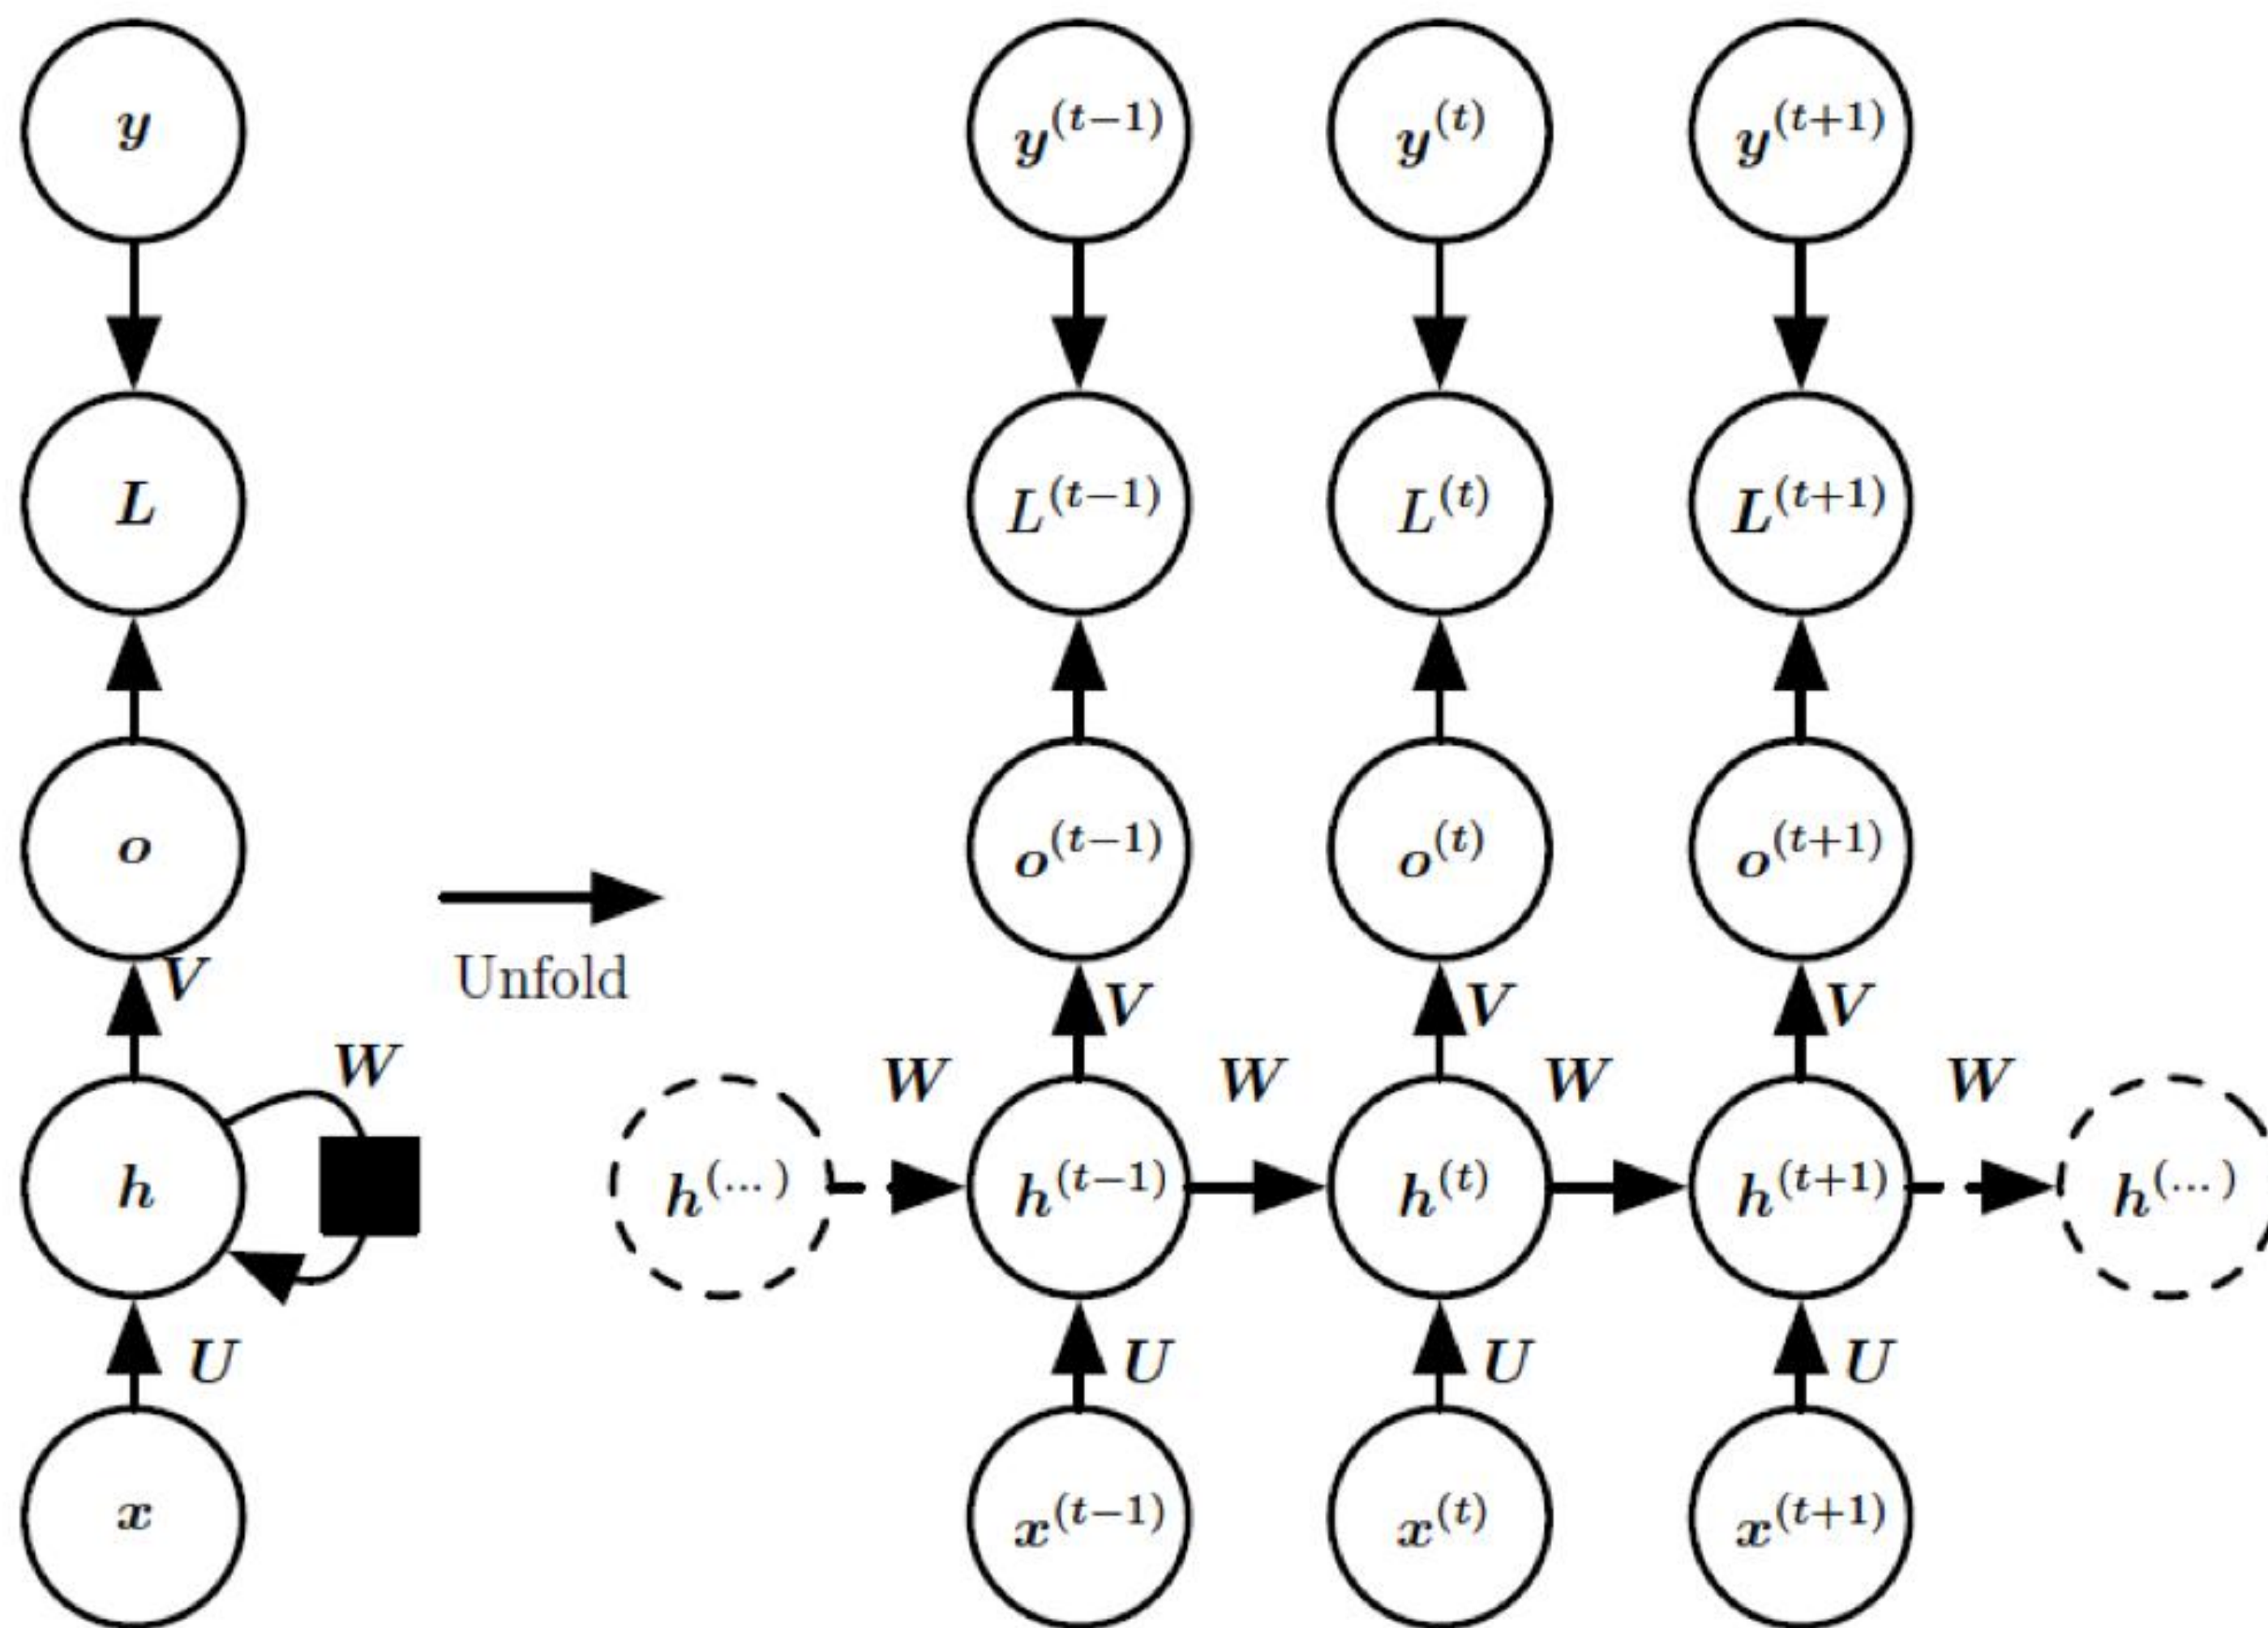 y y^(t−1) y^(t) y^(t+1)
L L^(t−1) L^(t) L^(t+1)
o o^(t−1) o^(t) o^(t+1)
V Unfold V V V
W W W W W
h h^(...) h^(t−1) h^(t) h^(t+1) h^(...)
U U U U
x x^(t−1) x^(t) x^(t+1)